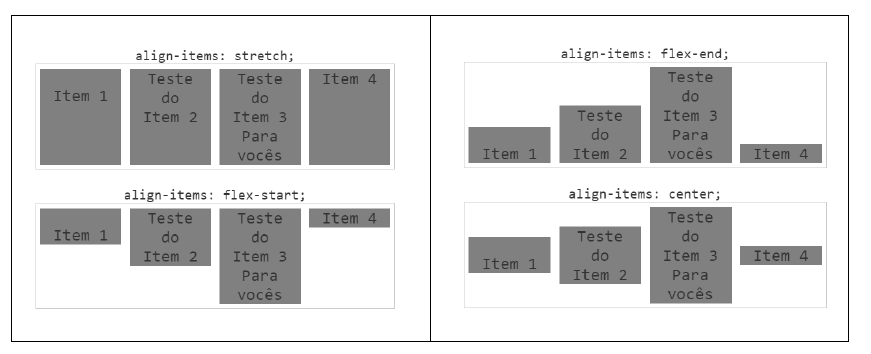 align-items: stretch;
Item 1
Teste
do
Item 2
Teste
do
Item 3
Para
vocês
Item 4
align-items: flex-start;
Item 1
Teste
do
Item 2
Teste
do
Item 3
Para
vocês
Item 4
align-items: flex-end;
Item 1
Teste
do
Item 2
Teste
do
Item 3
Para
vocês
Item 4
align-items: center;
Item 1
Teste
do
Item 2
Teste
do
Item 3
Para
vocês
Item 4